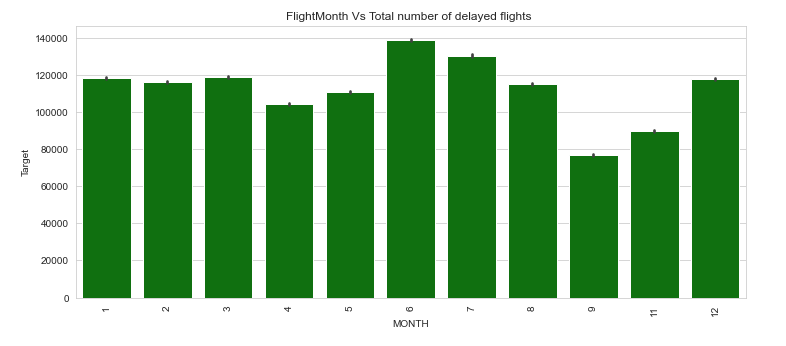 FlightMonth Vs Total number of delayed flights
140000
120000
100000
80000
60000
40000
20000
0
Target
1 2 3 4 5 6 7 8 9 11 12
MONTH